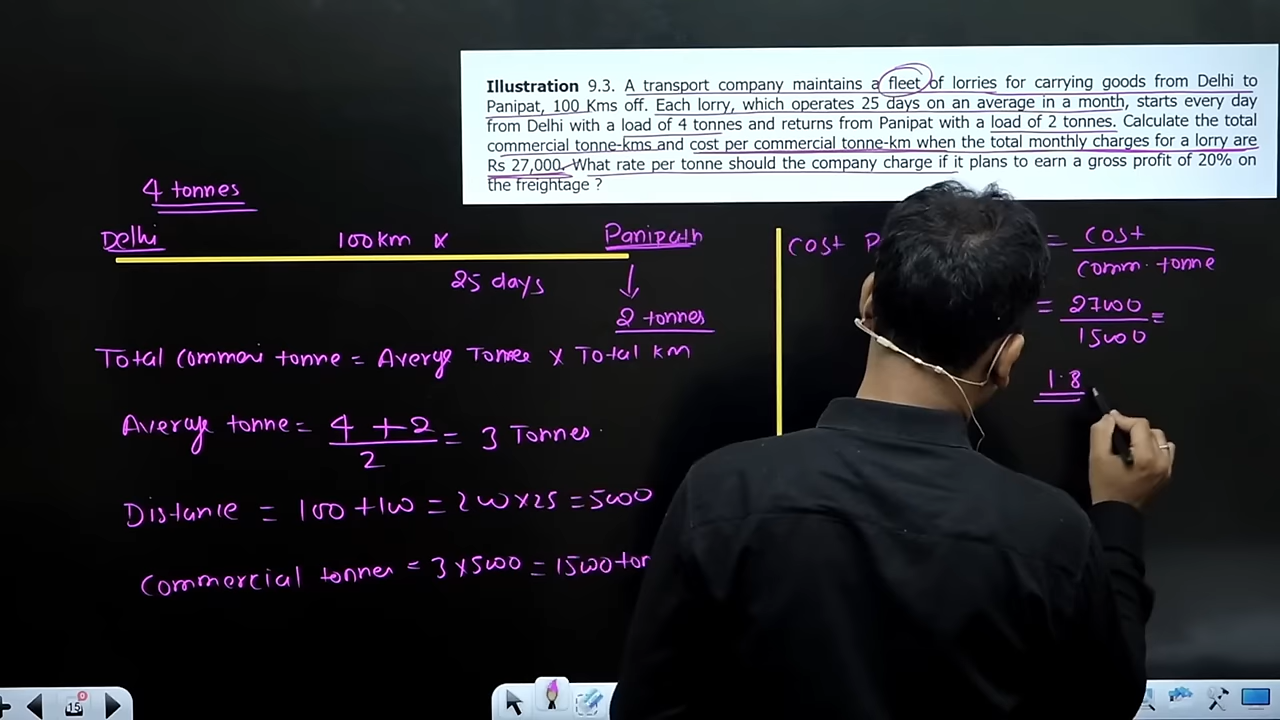 Illustration 9.3. A transport company maintains a fleet of lorries for carrying goods from Delhi to
Panipat, 100 Kms off. Each lorry, which operates 25 days on an average in a month, starts every day
from Delhi with a load of 4 tonnes and returns from Panipat with a load of 2 tonnes. Calculate the total
commercial tonne-kms and cost per commercial tonne-km when the total monthly charges for a lorry are
Rs 27,000. What rate per tonne should the company charge if it plans to earn a gross profit of 20% on
the freightage ?
4 tonnes
Delhi 100km x Panipath
25 days
2 tonnes
Total commer tonne = Averge Tonne x Total km
Average tonne = 4 + 2 / 2 = 3 Tonnes
Distance = 100 + 100 = 200 x 25 = 5000
Commercial tonner = 3 x 5000 = 15000 ton
Cost P = Cost / Comm. tonne
= 27000 / 15000 =
1.8
15
0